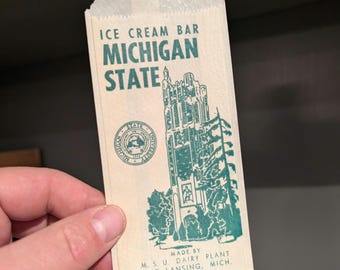 ICE CREAM BAR
MICHIGAN
STATE
MADE BY
M. S. U. DAIRY PLANT
LANSING, MICH.